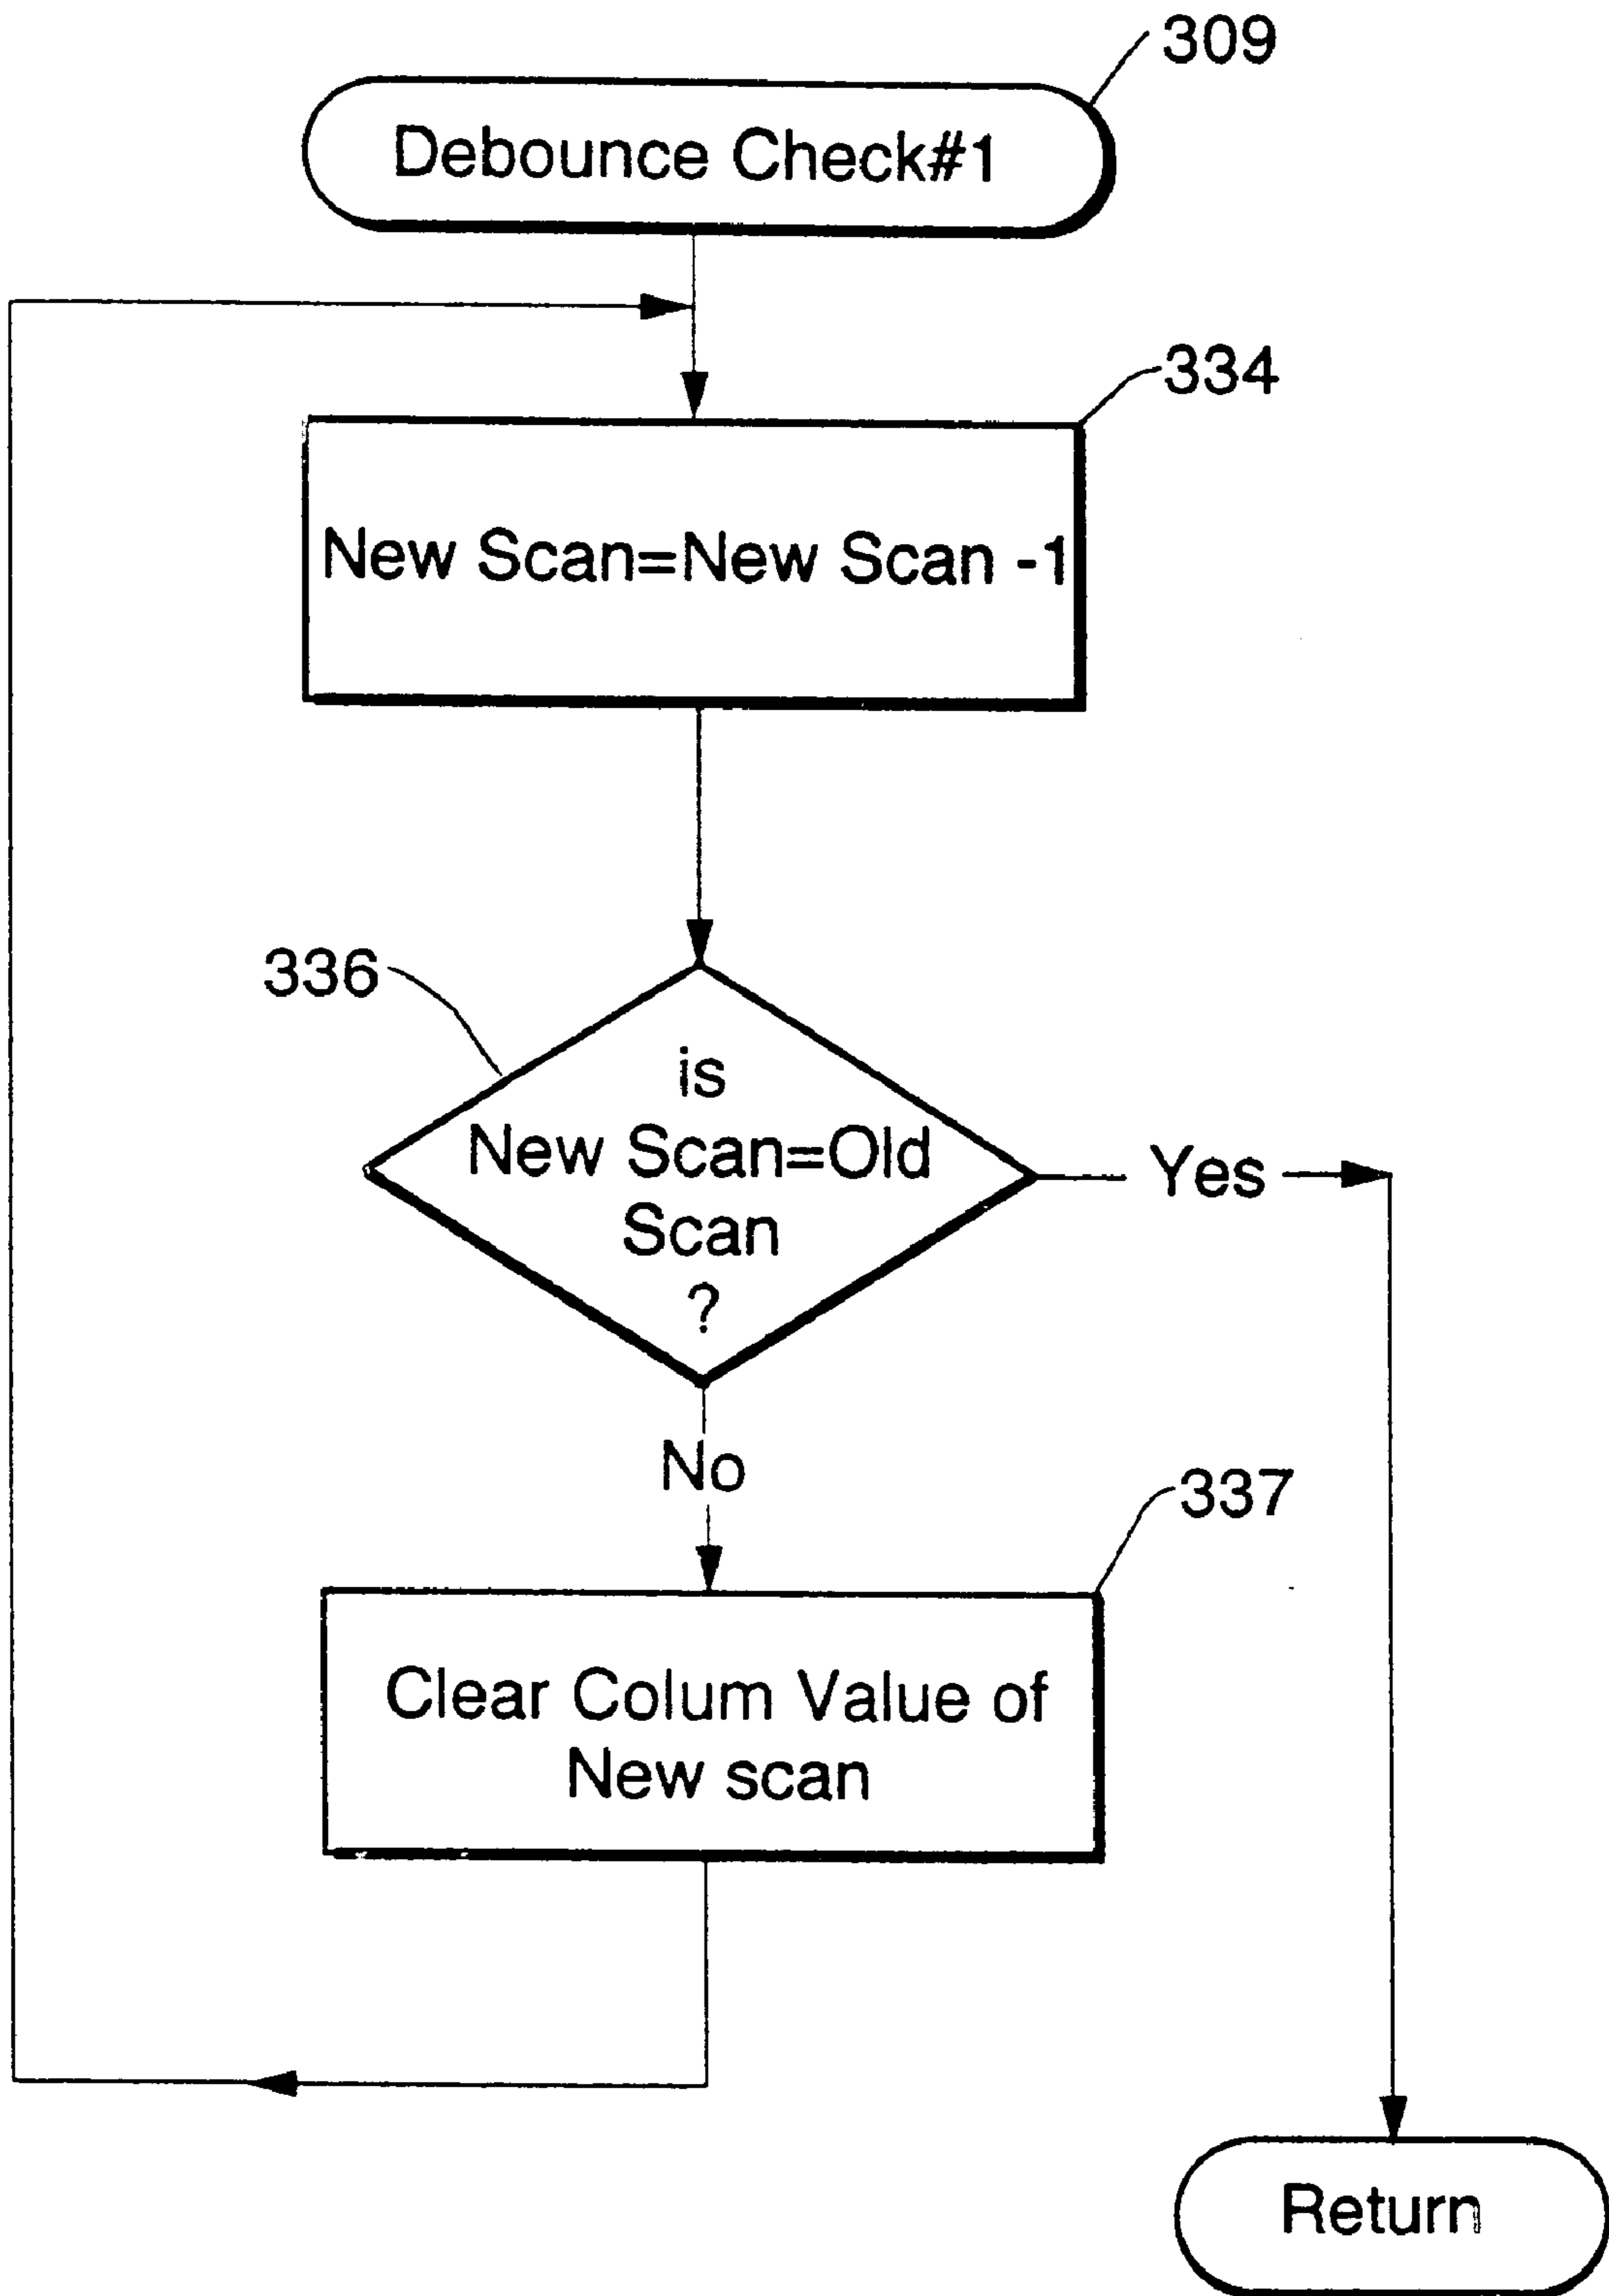 309
Debounce Check#1
334
New Scan=New Scan -1
336
is
New Scan=Old
Scan
?
Yes
No
337
Clear Colum Value of
New scan
Return